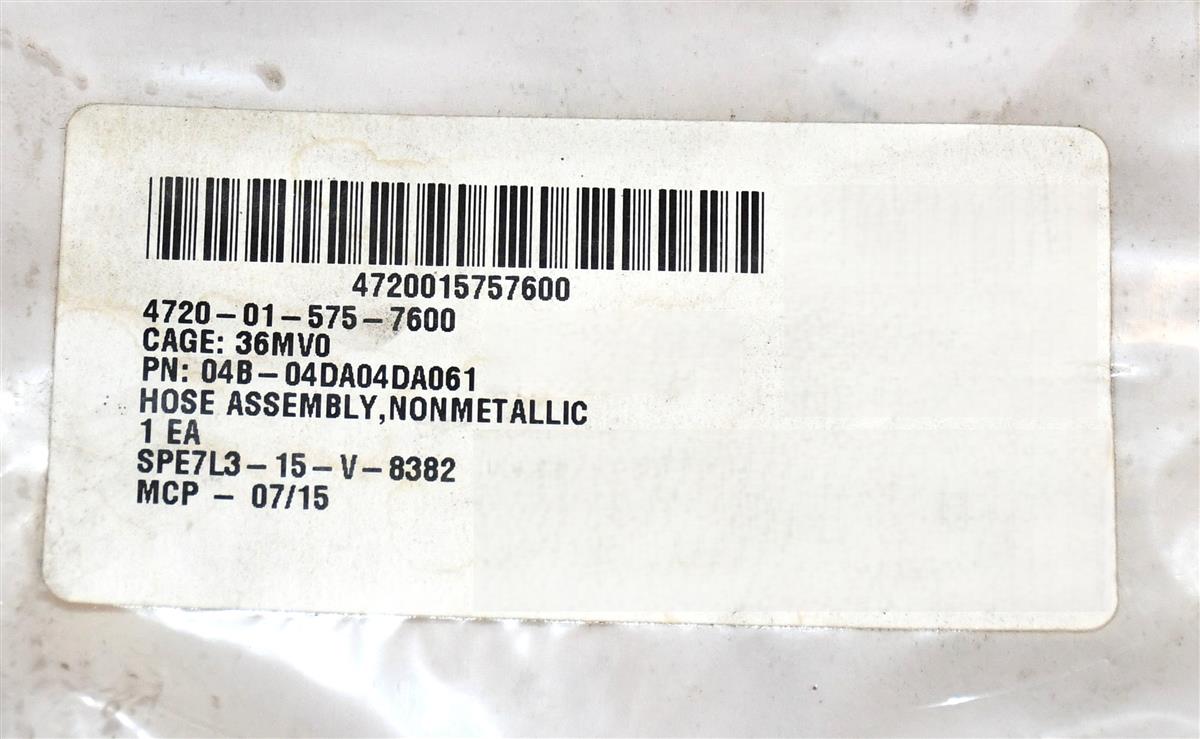 4720015757600
4720-01-575-7600
CAGE: 36MV0
PN: 04B-04DA04DA061
HOSE ASSEMBLY,NONMETALLIC
1 EA
SPE7L3-15-V-8382
MCP - 07/15